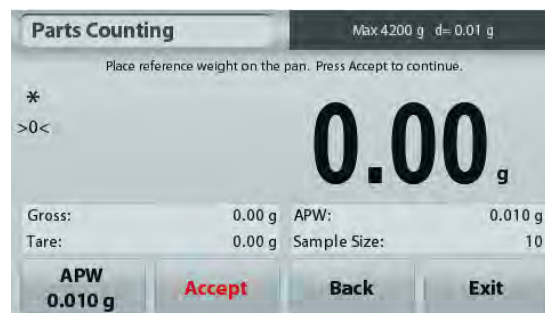 Parts Counting
Max 4200 g d= 0.01 g
Place reference weight on the pan. Press Accept to continue.
*
>0<
0.00 g
Gross: 0.00 g APW: 0.010 g
Tare: 0.00 g Sample Size: 10
APW
0.010 g
Accept
Back
Exit